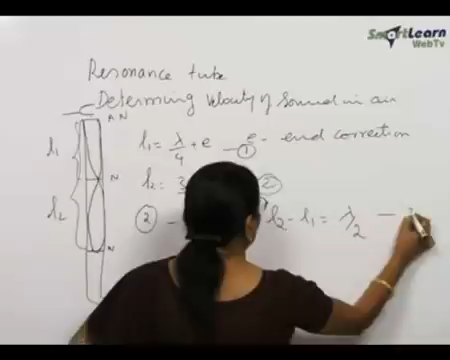 SmartLearn
WebTv
Resonance tube
Determining Velocity of Sound in air
A N
l₁ = λ/4 + e — ① e - end correction
l₁
N
l₂ = 3 ②
l₂
② - l₂ - l₁ = λ/2 —
N